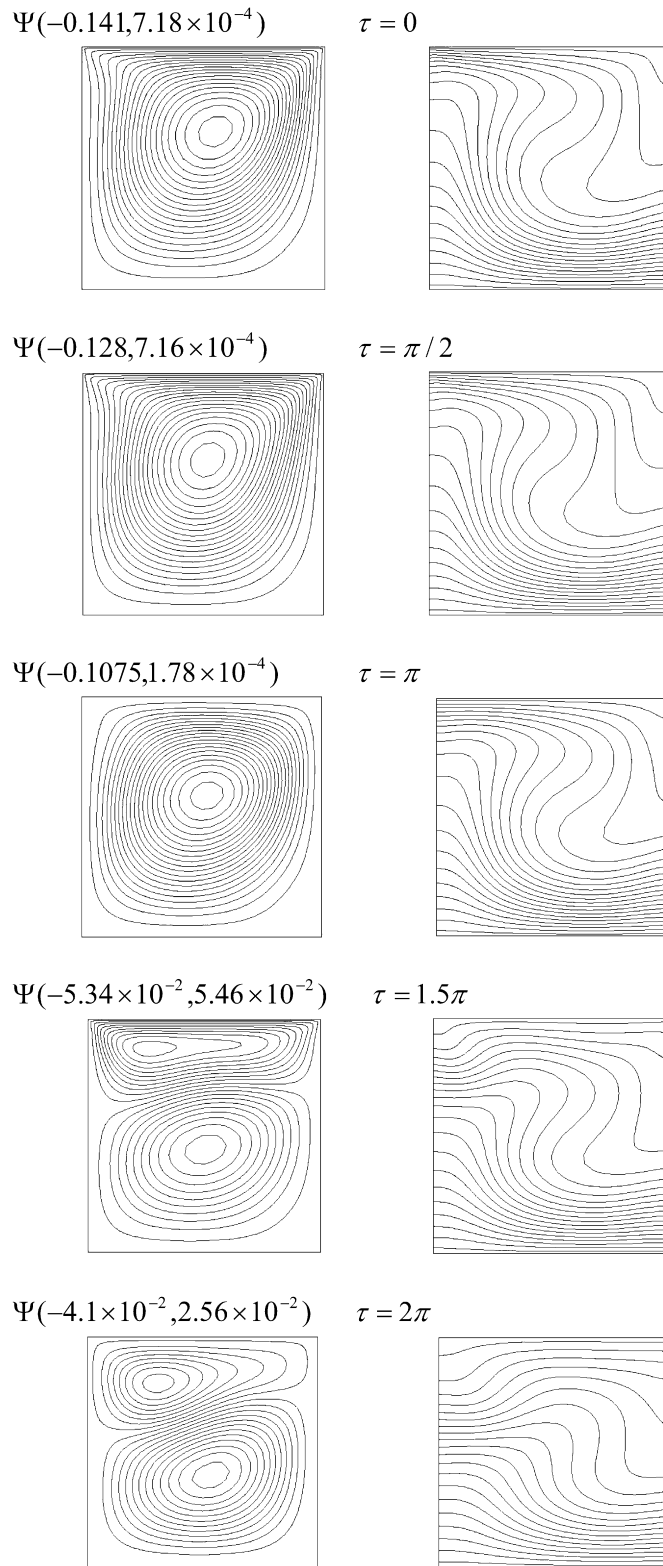 Ψ(−0.141,7.18×10⁻⁴) τ = 0
Ψ(−0.128,7.16×10⁻⁴) τ = π / 2
Ψ(−0.1075,1.78×10⁻⁴) τ = π
Ψ(−5.34×10⁻²,5.46×10⁻²) τ = 1.5π
Ψ(−4.1×10⁻²,2.56×10⁻²) τ = 2π